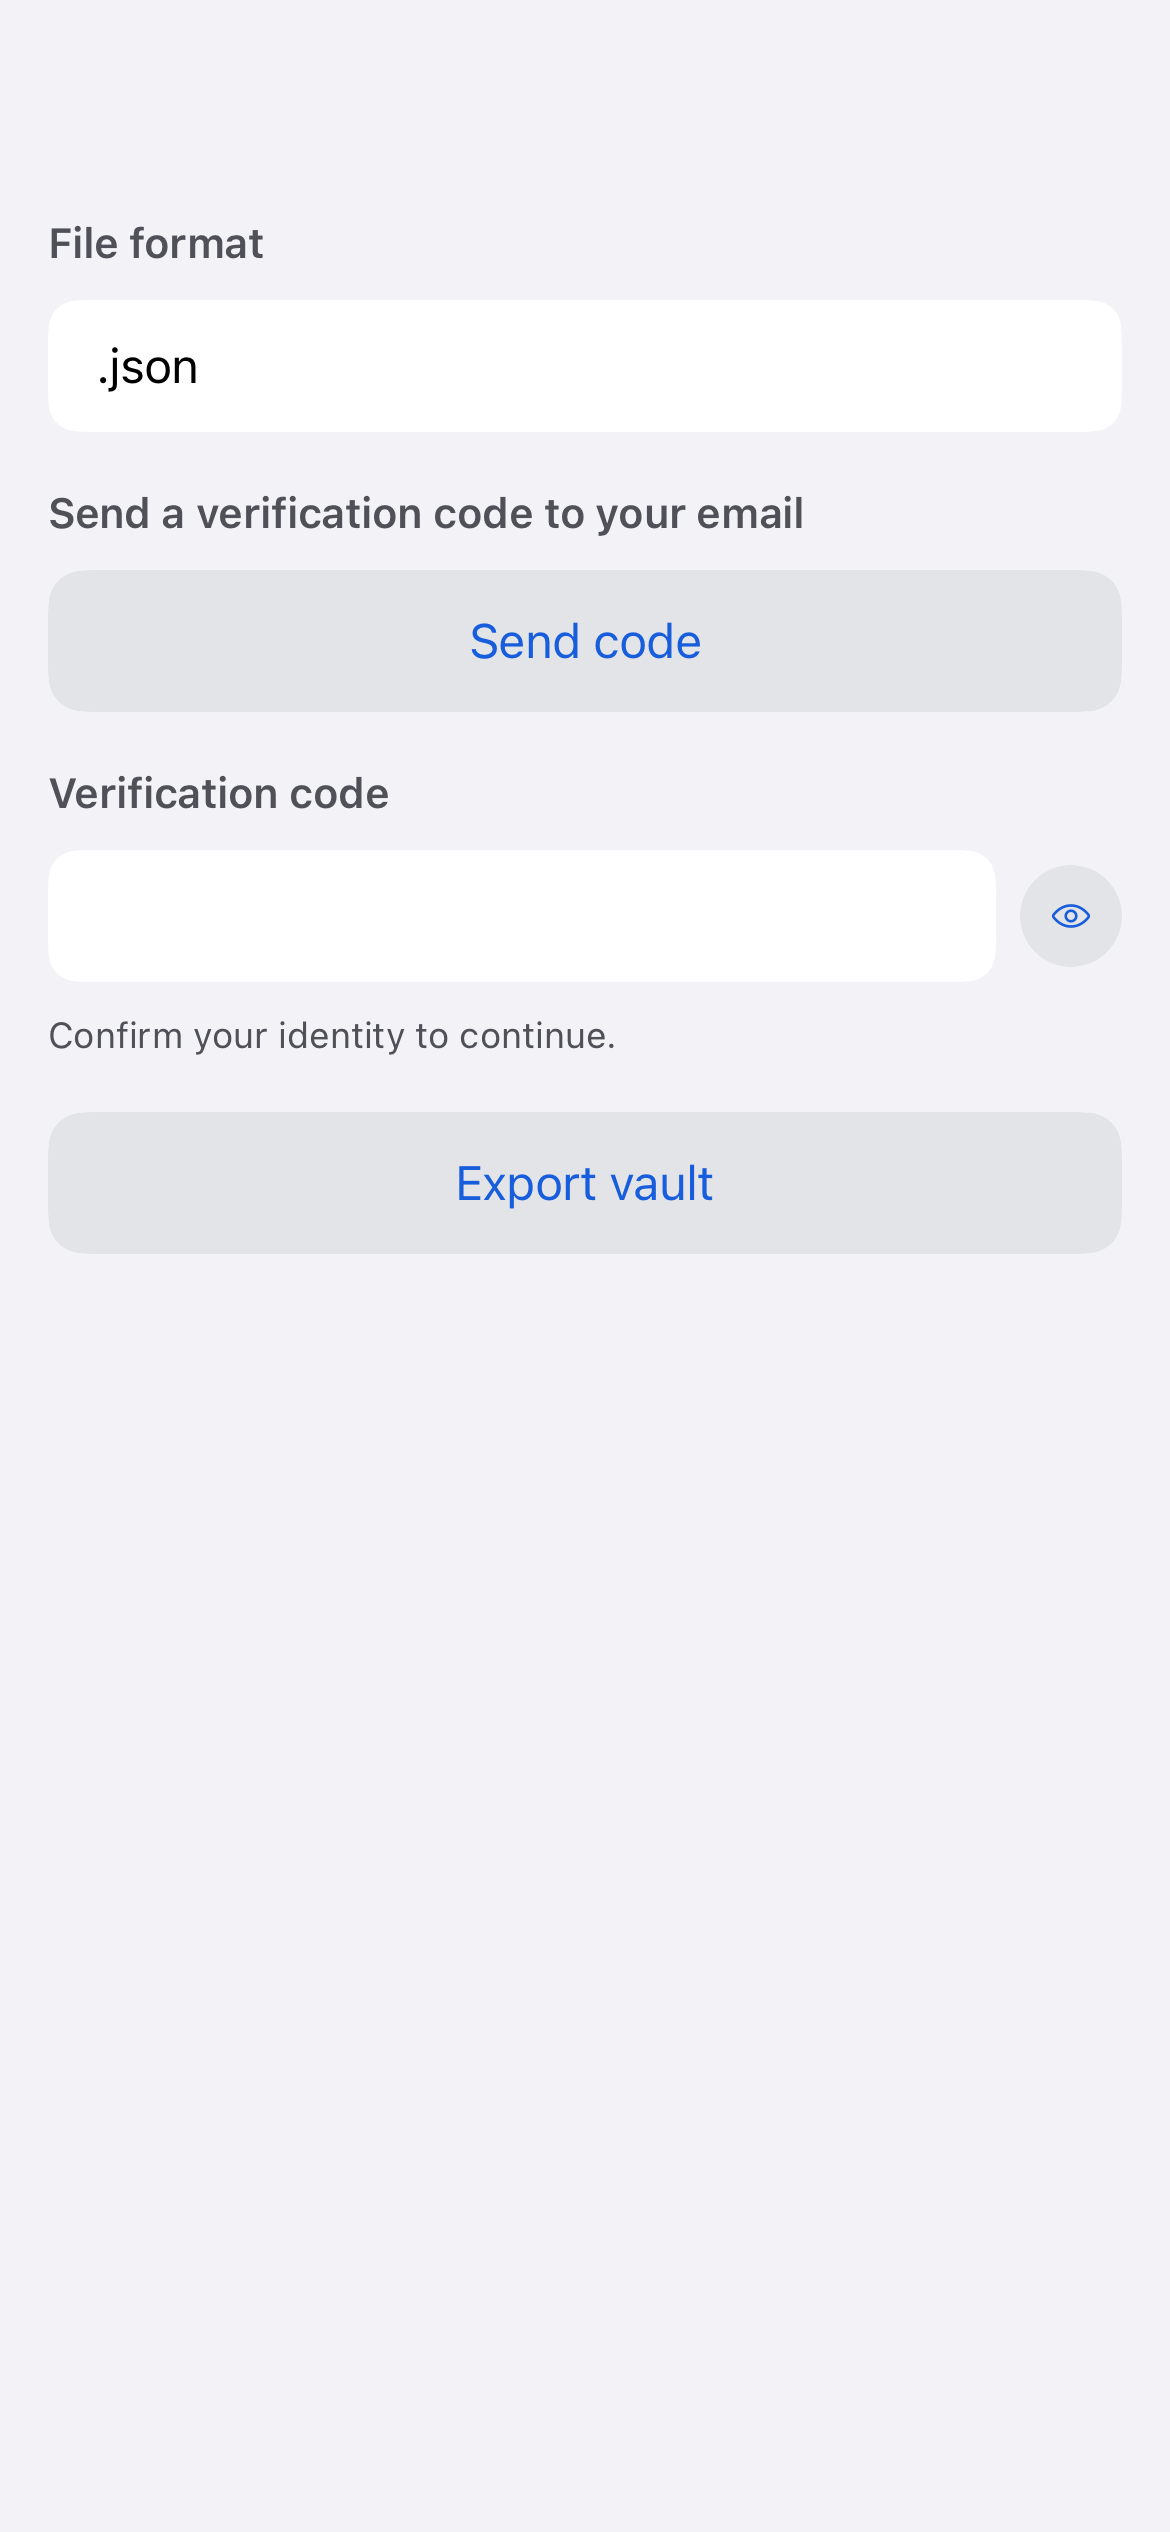 File format
.json
Send a verification code to your email
Send code
Verification code
Confirm your identity to continue.
Export vault